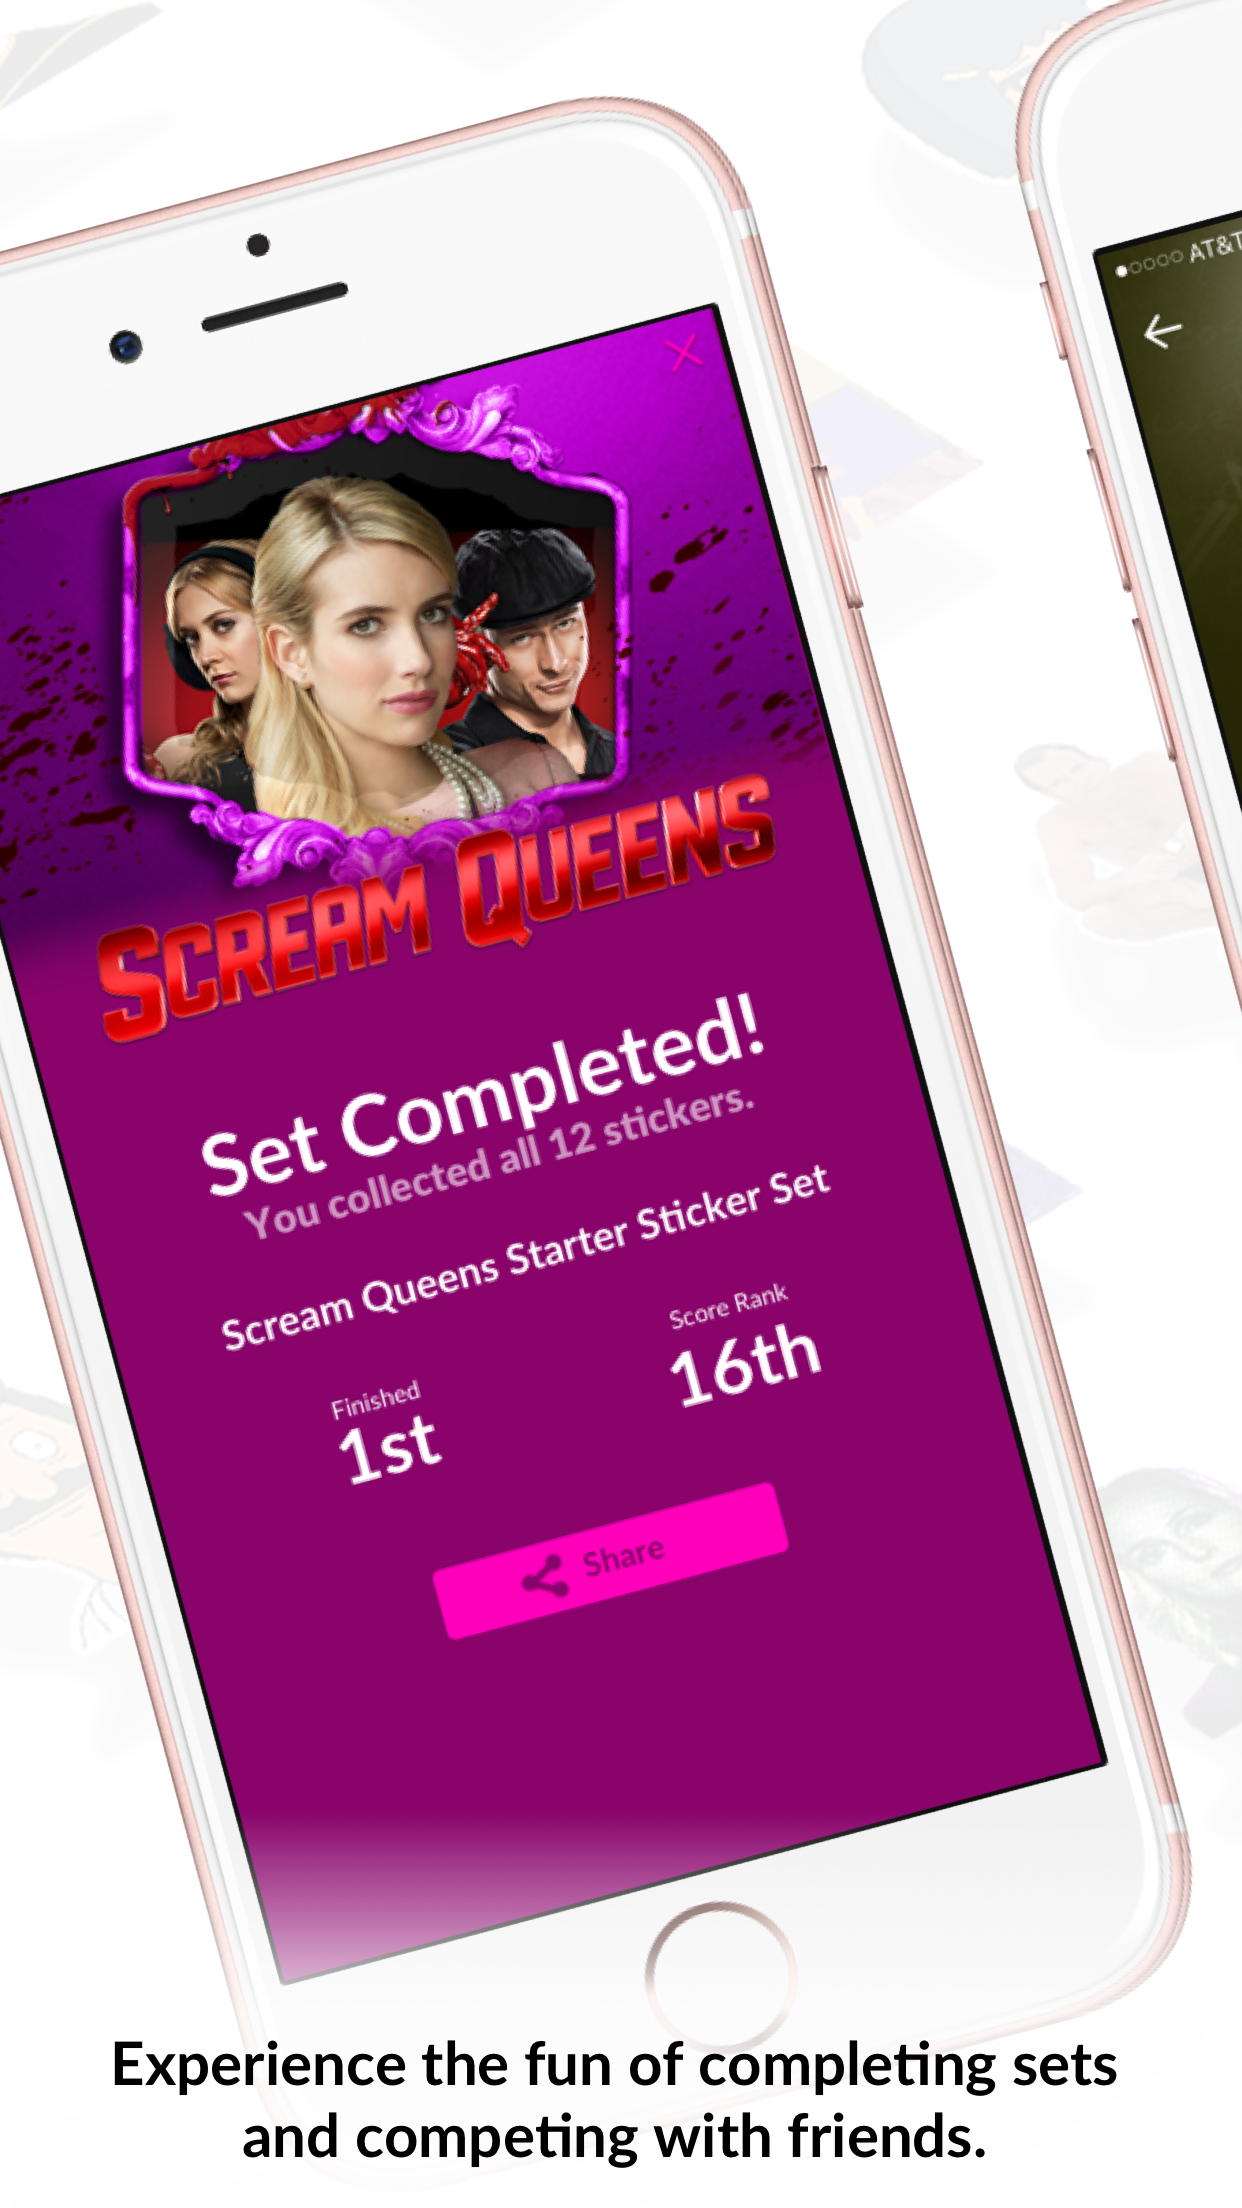 AT&T
SCREAM QUEENS
Set Completed!
You collected all 12 stickers.
Scream Queens Starter Sticker Set
Finished
1st
Score Rank
16th
Share
Experience the fun of completing sets
and competing with friends.